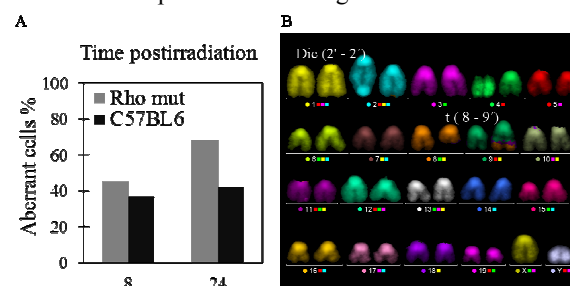 A
B
Time postirradiation
Aberrant cells %
100
80
60
40
20
0
Rho mut
C57BL6
8
24
Dic (2' - 2´)
1
2
3
4
5
t ( 8 - 9´)
6
7
8
9
10
11
12
13
14
15
16
17
18
19
X
Y